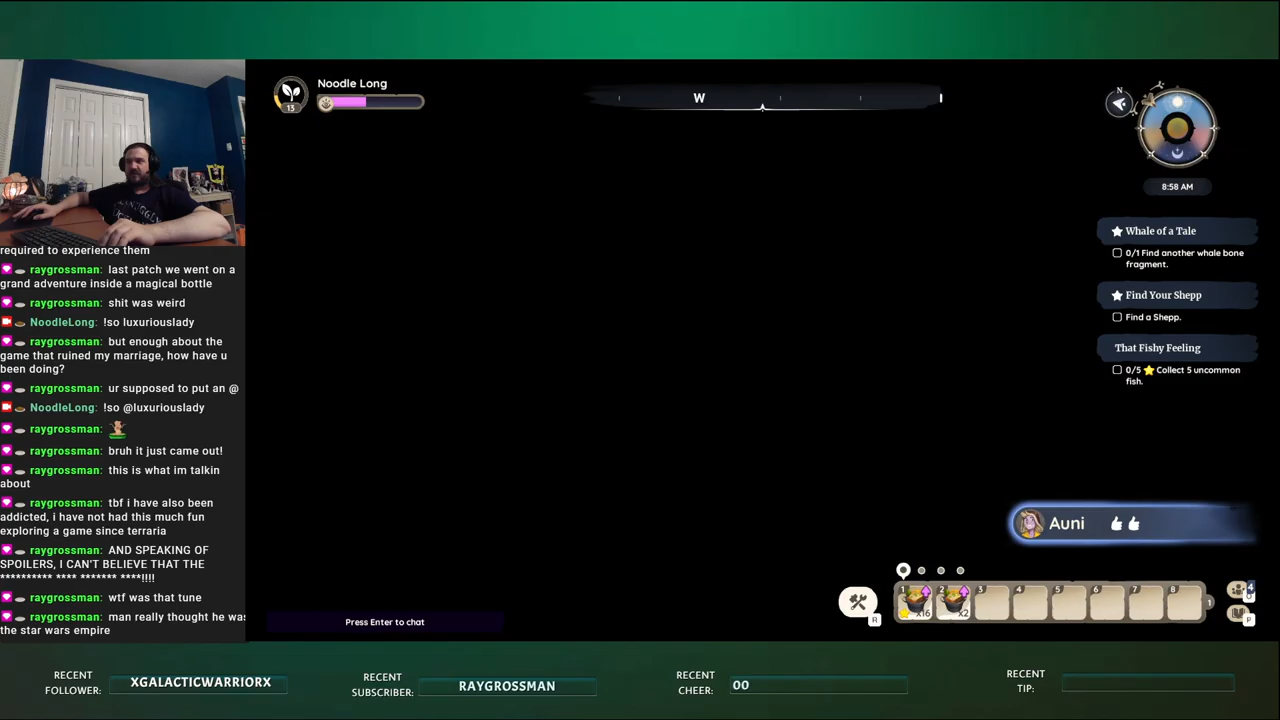 Noodle Long
13
W
N
8:58 AM
Whale of a Tale
0/1 Find another whale bone
fragment.
Find Your Shepp
Find a Shepp.
That Fishy Feeling
0/5 Collect 5 uncommon
fish.
Auni
required to experience them
raygrossman: last patch we went on a
grand adventure inside a magical bottle
raygrossman: shit was weird
NoodleLong: !so luxuriouslady
raygrossman: but enough about the
game that ruined my marriage, how have u
been doing?
raygrossman: ur supposed to put an @
NoodleLong: !so @luxuriouslady
raygrossman:
raygrossman: bruh it just came out!
raygrossman: this is what im talkin
about
raygrossman: tbf i have also been
addicted, i have not had this much fun
exploring a game since terraria
raygrossman: AND SPEAKING OF
SPOILERS, I CAN'T BELIEVE THAT THE
********** **** ******* ****!!!!
raygrossman: wtf was that tune
raygrossman: man really thought he was
the star wars empire
Press Enter to chat
R
1 2 3 4 5 6 7 8
x16 x2
1
4
P
RECENT
FOLLOWER:
XGALACTICWARRIORX
RECENT
SUBSCRIBER:
RAYGROSSMAN
RECENT
CHEER:
00
RECENT
TIP: